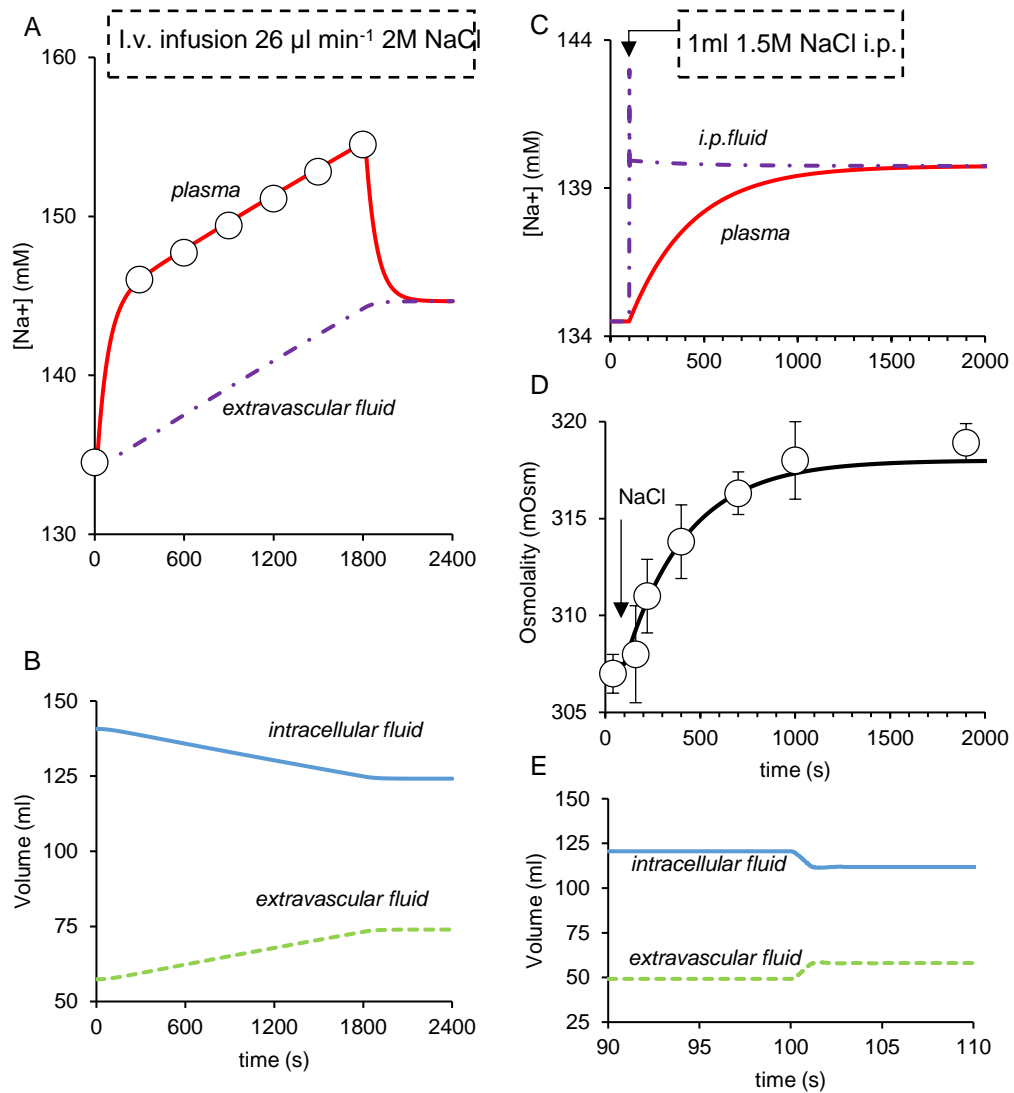 A
I.v. infusion 26 µl min-1 2M NaCl
160
150
140
130
[Na+] (mM)
plasma
extravascular fluid
0 600 1200 1800 2400
B
150
125
100
75
50
Volume (ml)
intracellular fluid
extravascular fluid
0 600 1200 1800 2400
time (s)
C
1ml 1.5M NaCl i.p.
144
139
134
[Na+] (mM)
i.p.fluid
plasma
0 500 1000 1500 2000
D
320
315
310
305
Osmolality (mOsm)
NaCl
0 500 1000 1500 2000
time (s)
E
150
125
100
75
50
25
Volume (ml)
intracellular fluid
extravascular fluid
90 95 100 105 110
time (s)